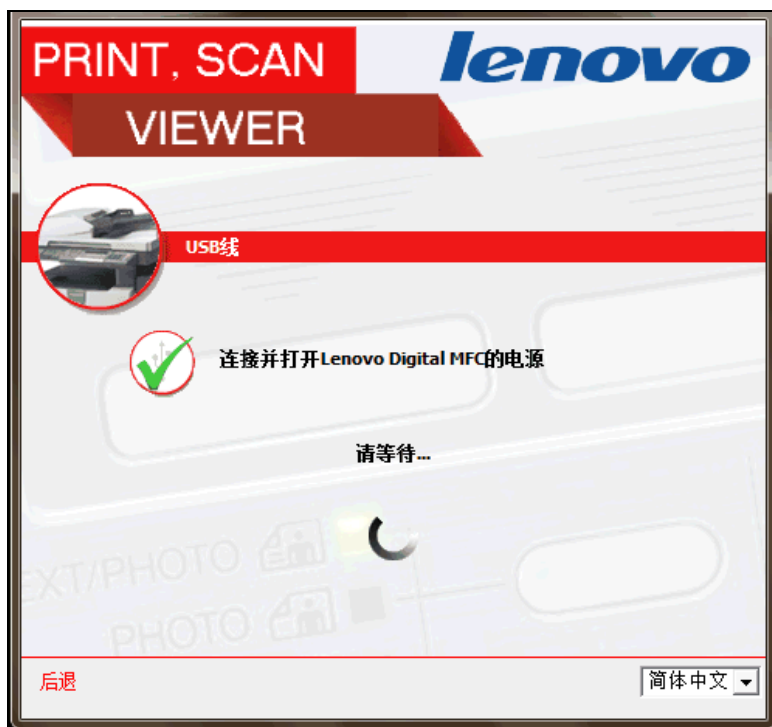 PRINT, SCAN
lenovo
VIEWER
USB线
连接并打开Lenovo Digital MFC的电源
请等待...
TEXT/PHOTO
PHOTO
后退
简体中文